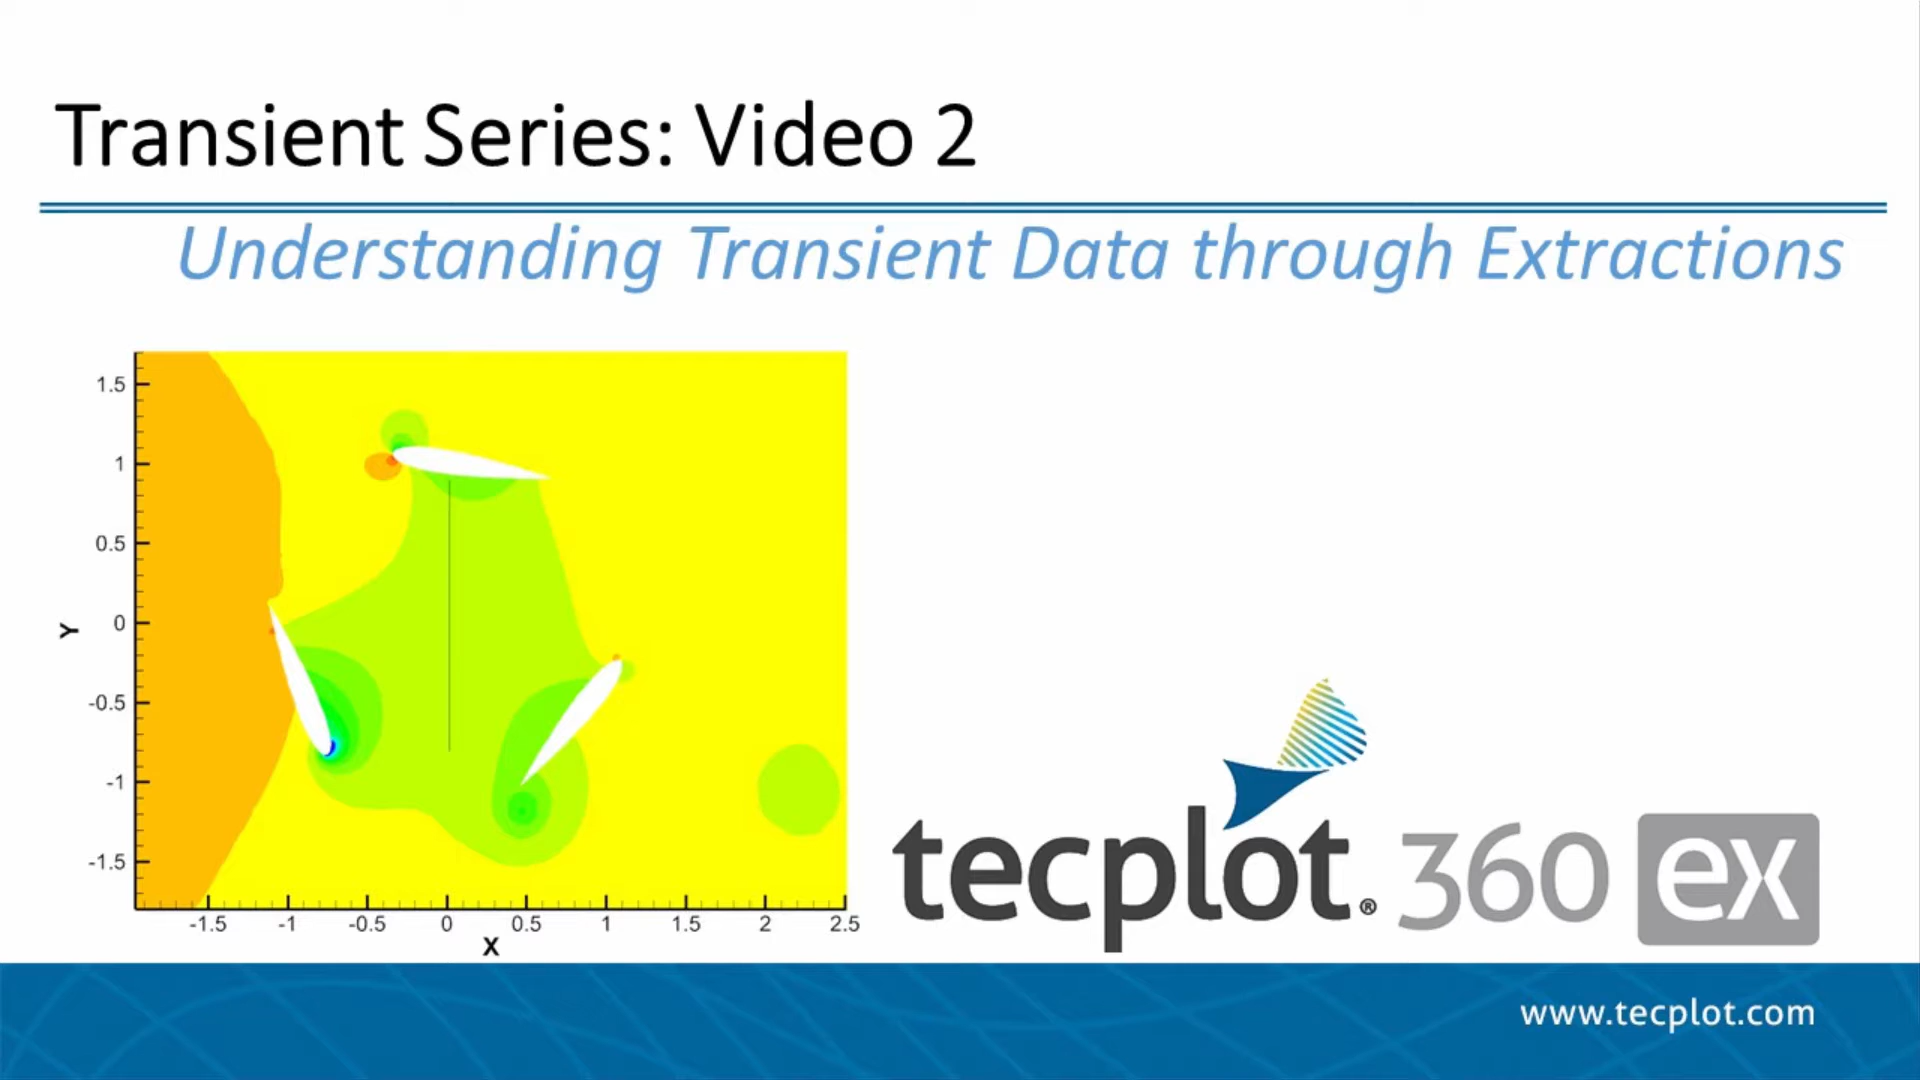 Transient Series: Video 2
Understanding Transient Data through Extractions
1.5
1
0.5
0
-0.5
-1
-1.5
Y
-1.5 -1 -0.5 0 0.5 1 1.5 2 2.5
X
tecplot® 360 ex
www.tecplot.com